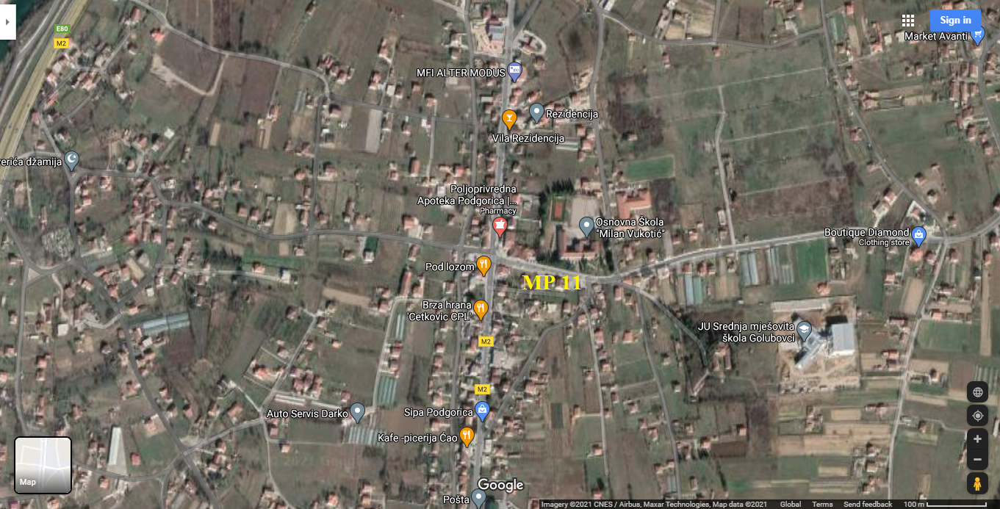 E80
M2
Sign in
Market Avanti
MFI ALTER MODUS
Rezidencija
Vila Rezidencija
erića džamija
Poljoprivredna
Apoteka Podgorica |...
Pharmacy
Osnovna Škola
"Milan Vukotić"
Boutique Diamond
Clothing store
Pod lozom
MP 11
Brza hrana
'Cetkovic CPL'
JU Srednja mješovita
škola Golubovci
M2
M2
Auto Servis Darko
Sipa Podgorica
Kafe -picerija Ćao
Map
Google
Pošta
Imagery ©2021 CNES / Airbus, Maxar Technologies, Map data ©2021 Global Terms Send feedback 100 m